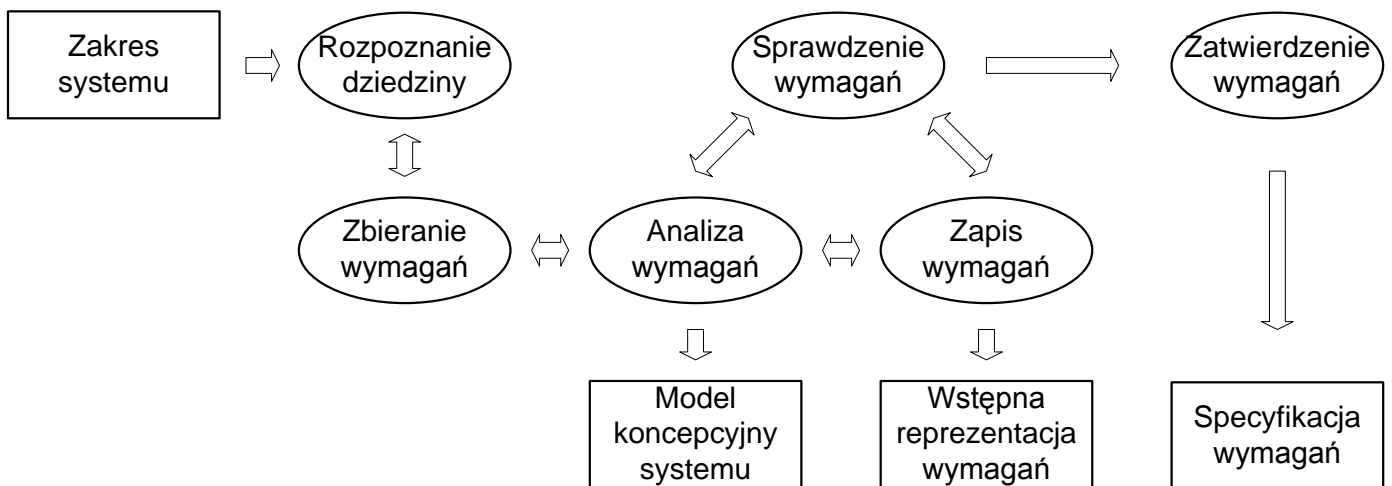 Zakres
systemu
Rozpoznanie
dziedziny
Sprawdzenie
wymagań
Zatwierdzenie
wymagań
Zbieranie
wymagań
Analiza
wymagań
Zapis
wymagań
Model
koncepcyjny
systemu
Wstępna
reprezentacja
wymagań
Specyfikacja
wymagań